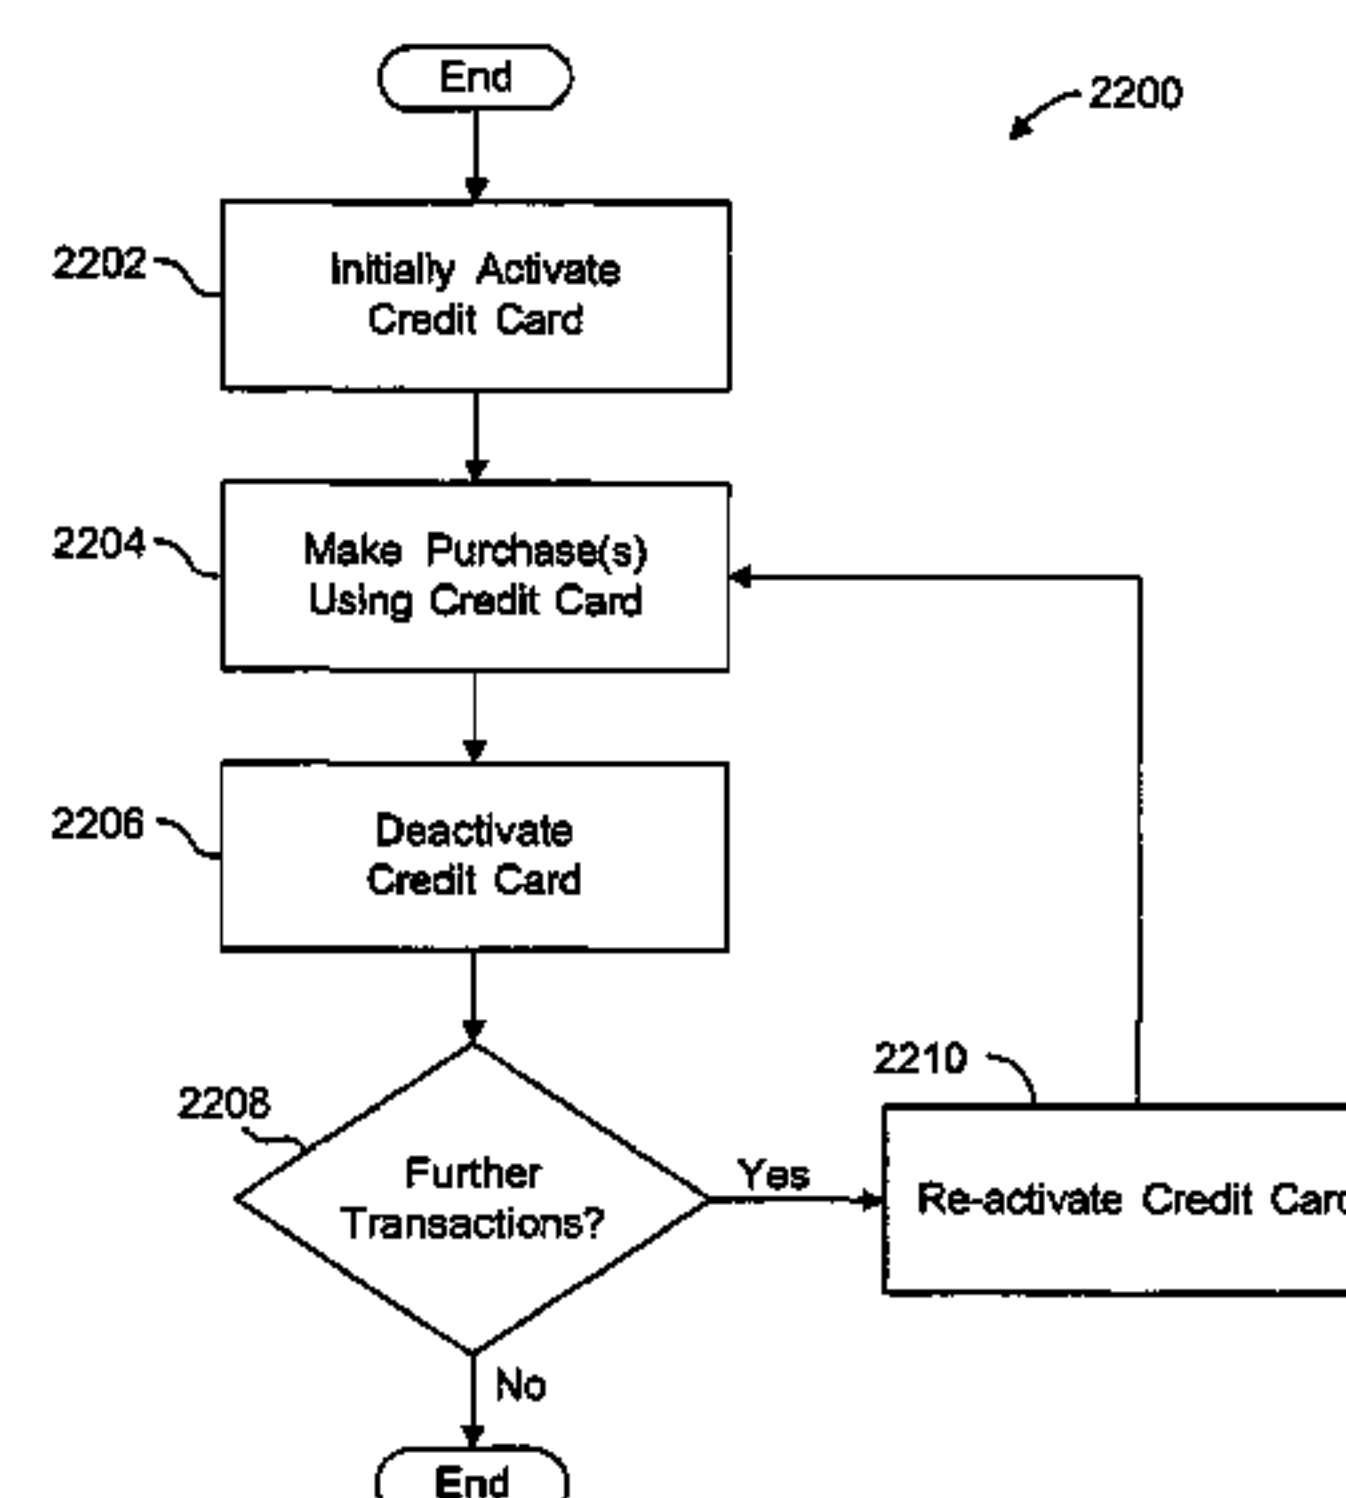 End
2200
2202
Initially Activate
Credit Card
2204
Make Purchase(s)
Using Credit Card
2206
Deactivate
Credit Card
2208
Further
Transactions?
Yes
2210
Re-activate Credit Card
No
End